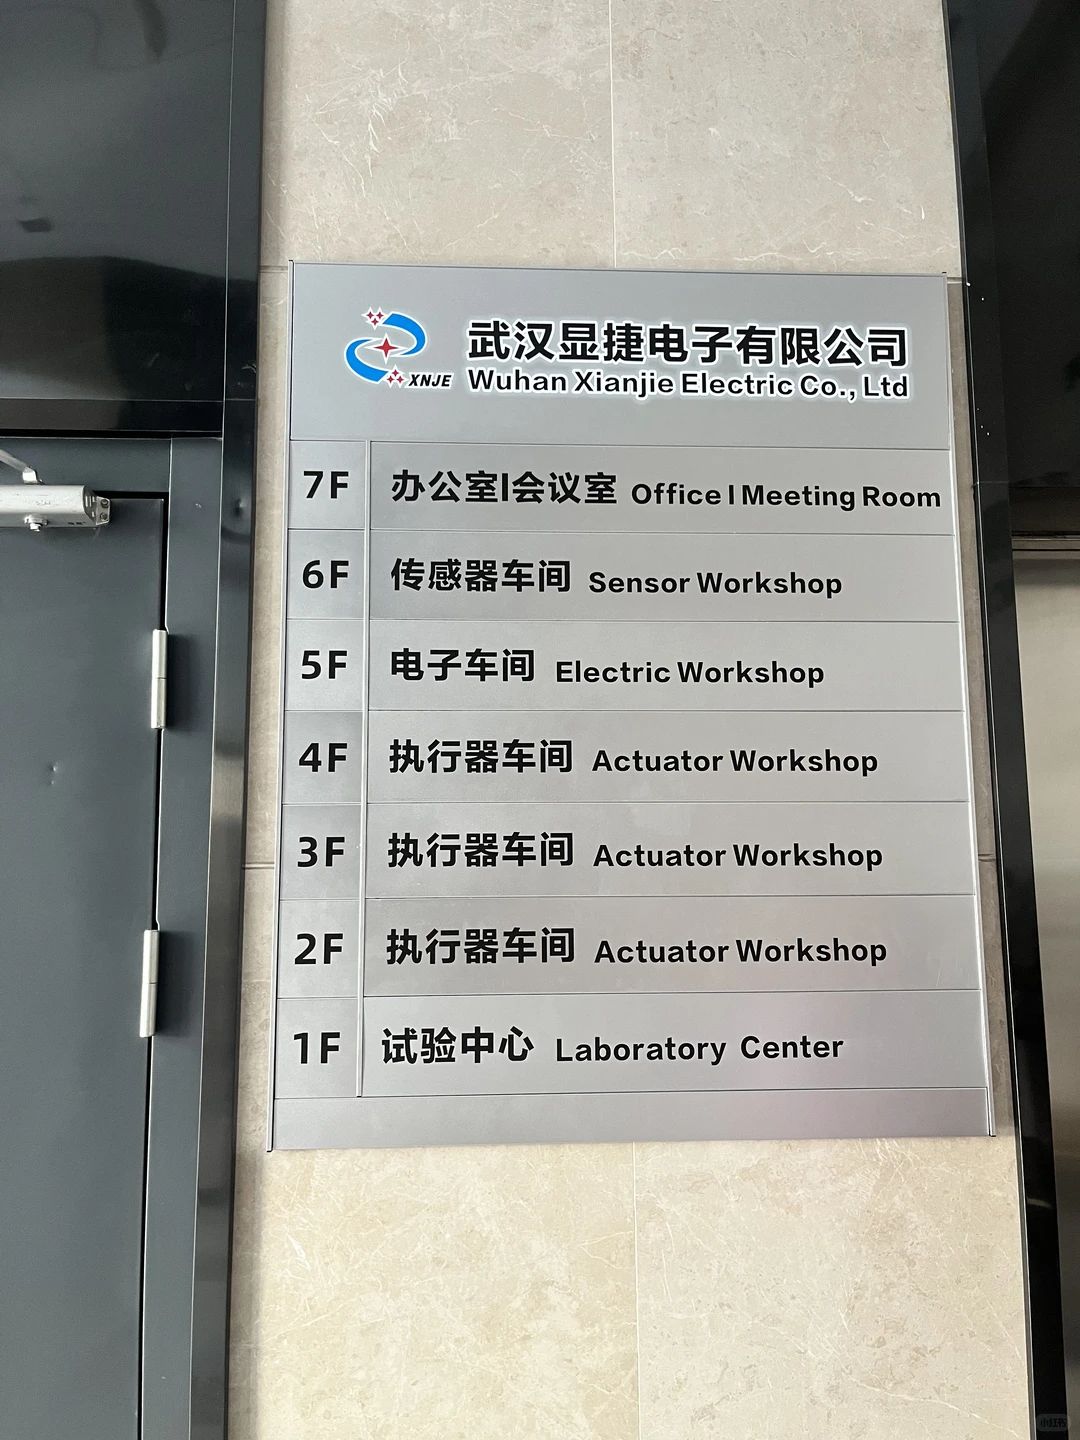 XNJE
武汉显捷电子有限公司
Wuhan Xianjie Electric Co., Ltd
7F 办公室|会议室 Office | Meeting Room
6F 传感器车间 Sensor Workshop
5F 电子车间 Electric Workshop
4F 执行器车间 Actuator Workshop
3F 执行器车间 Actuator Workshop
2F 执行器车间 Actuator Workshop
1F 试验中心 Laboratory Center
小红书